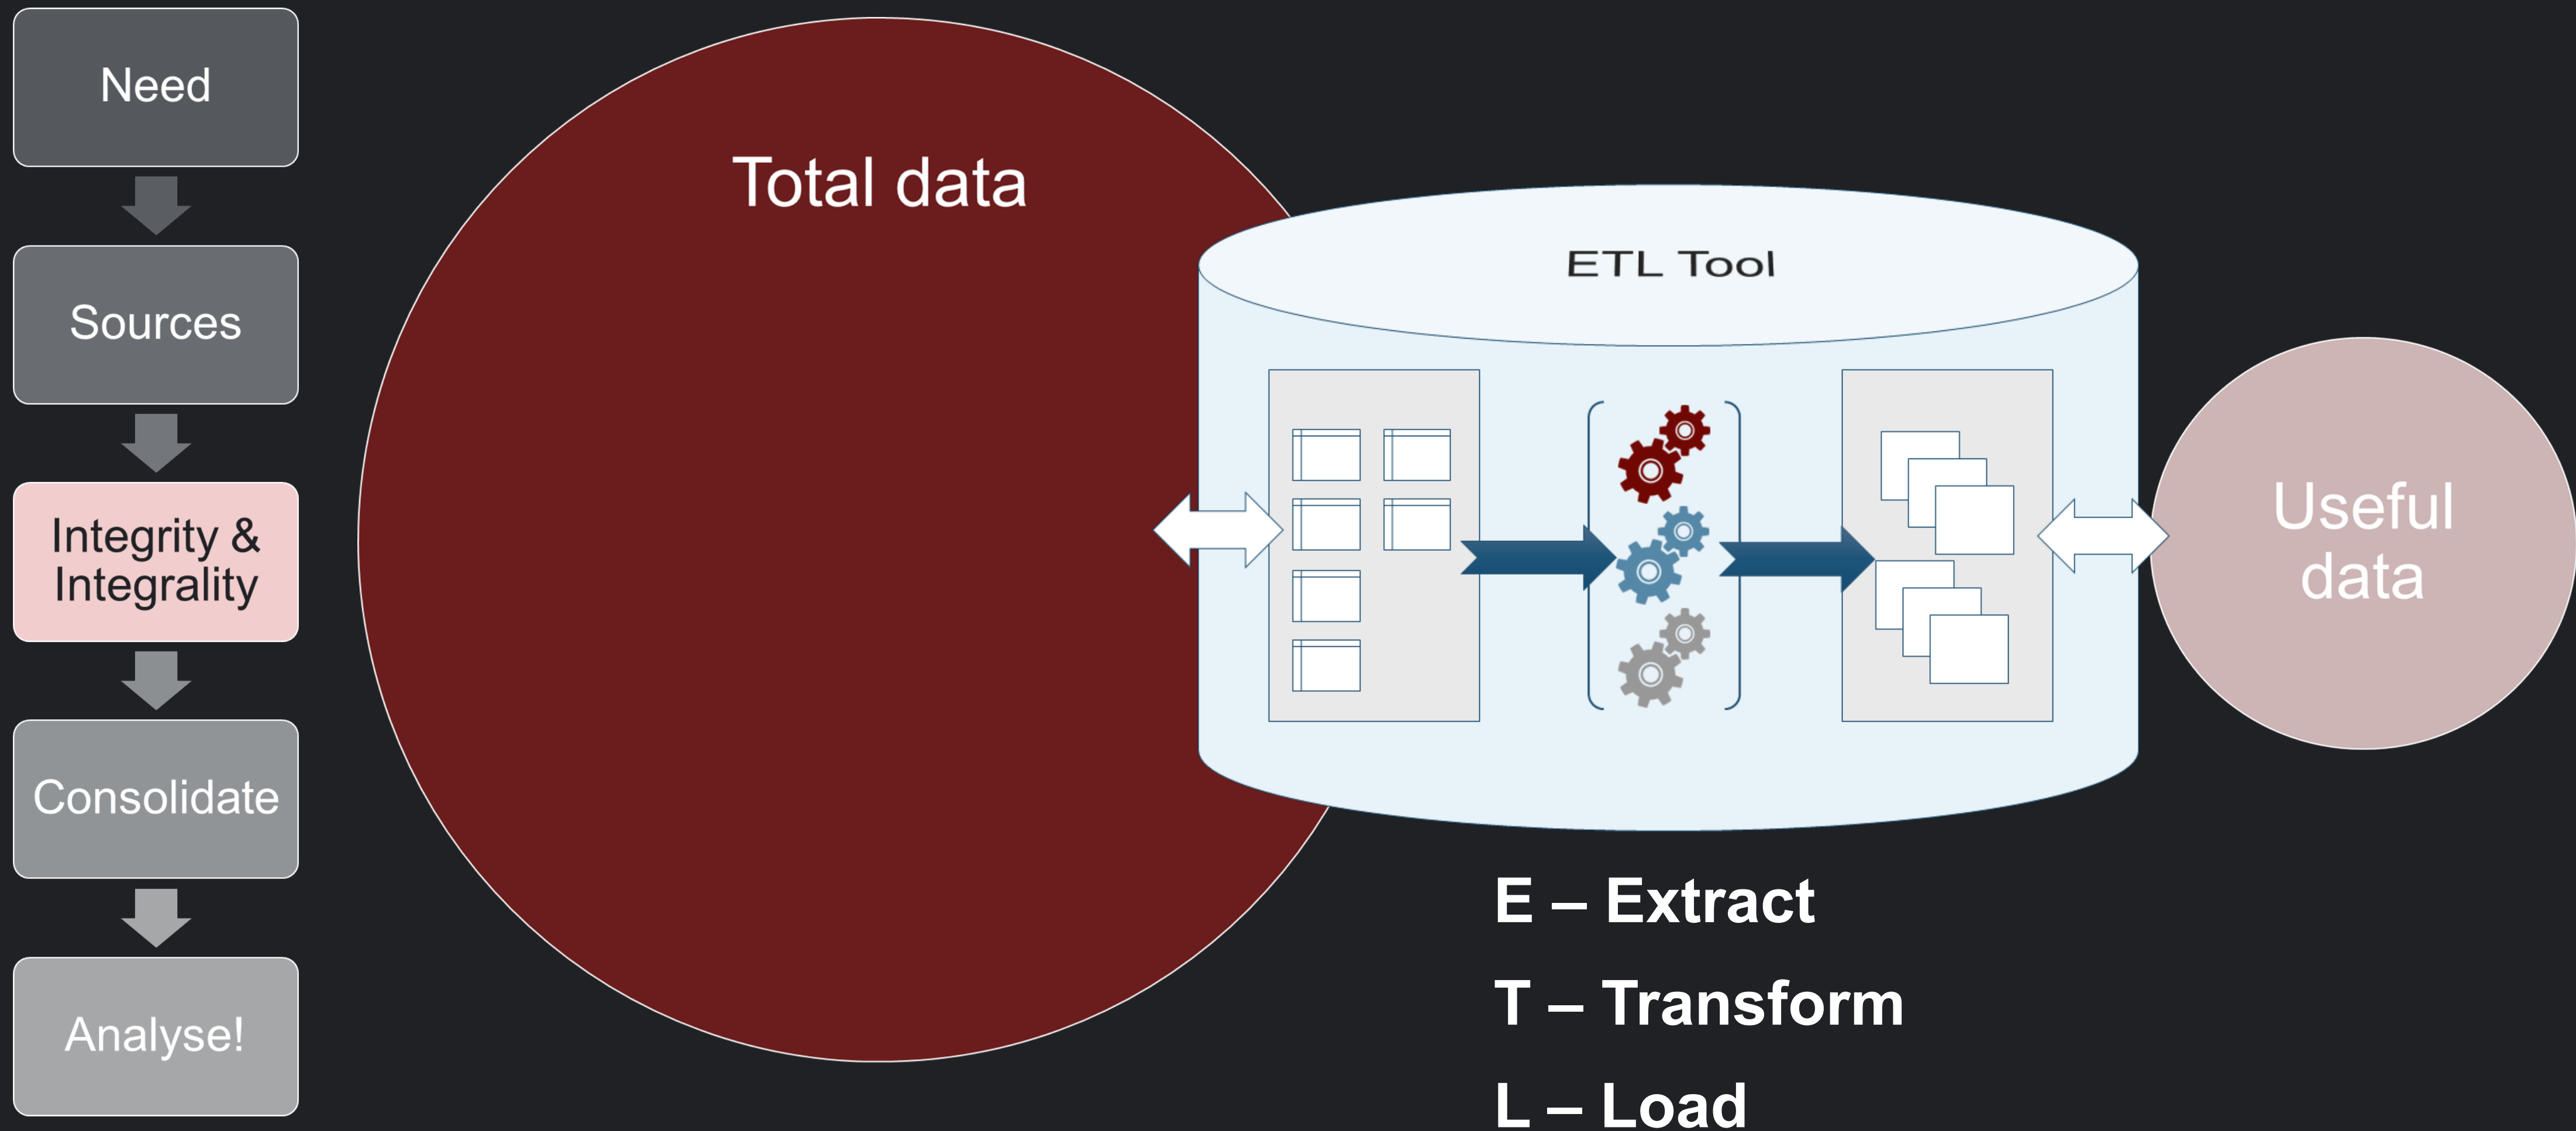 Need
Sources
Integrity &
Integrality
Consolidate
Analyse!
Total data
ETL Tool
Useful
data
E – Extract
T – Transform
L – Load